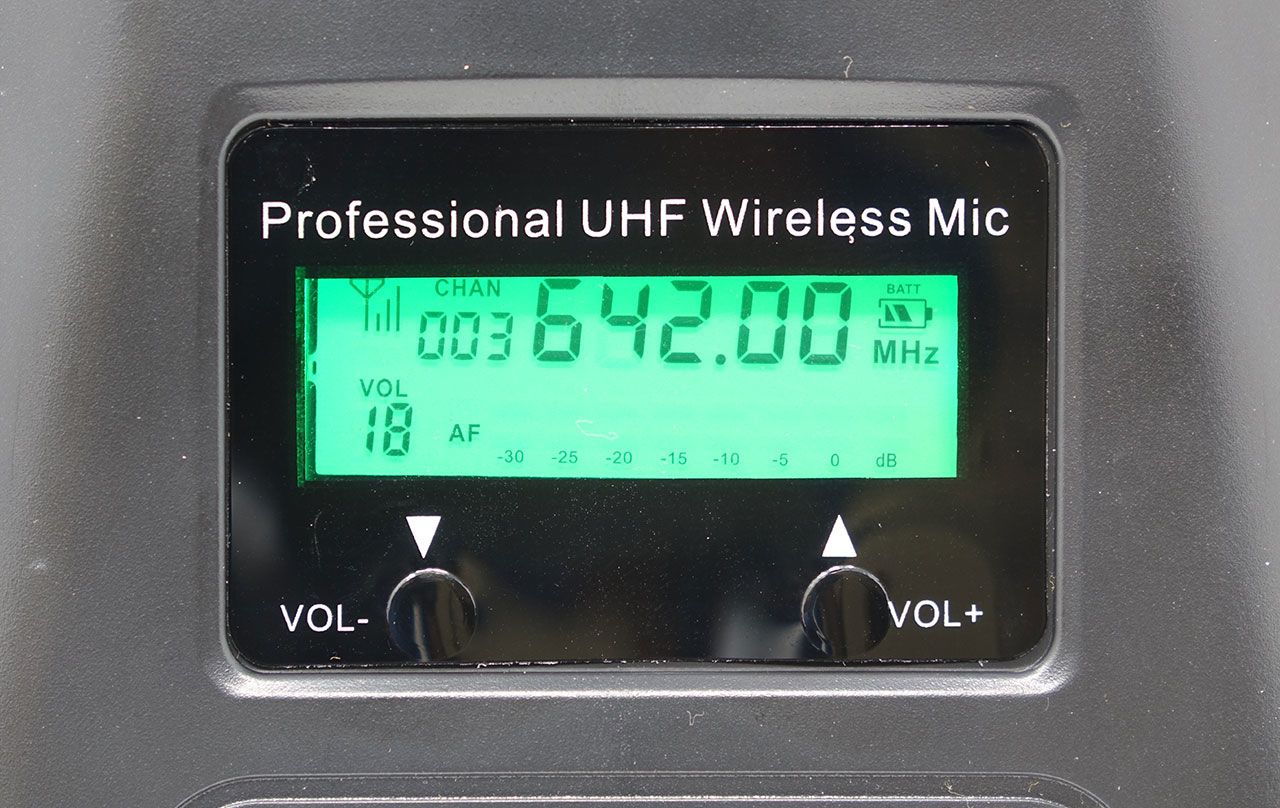 Professional UHF Wireless Mic
CHAN
003 642.00
BATT
MHz
VOL
18
AF
-30 -25 -20 -15 -10 -5 0 dB
VOL-
VOL+